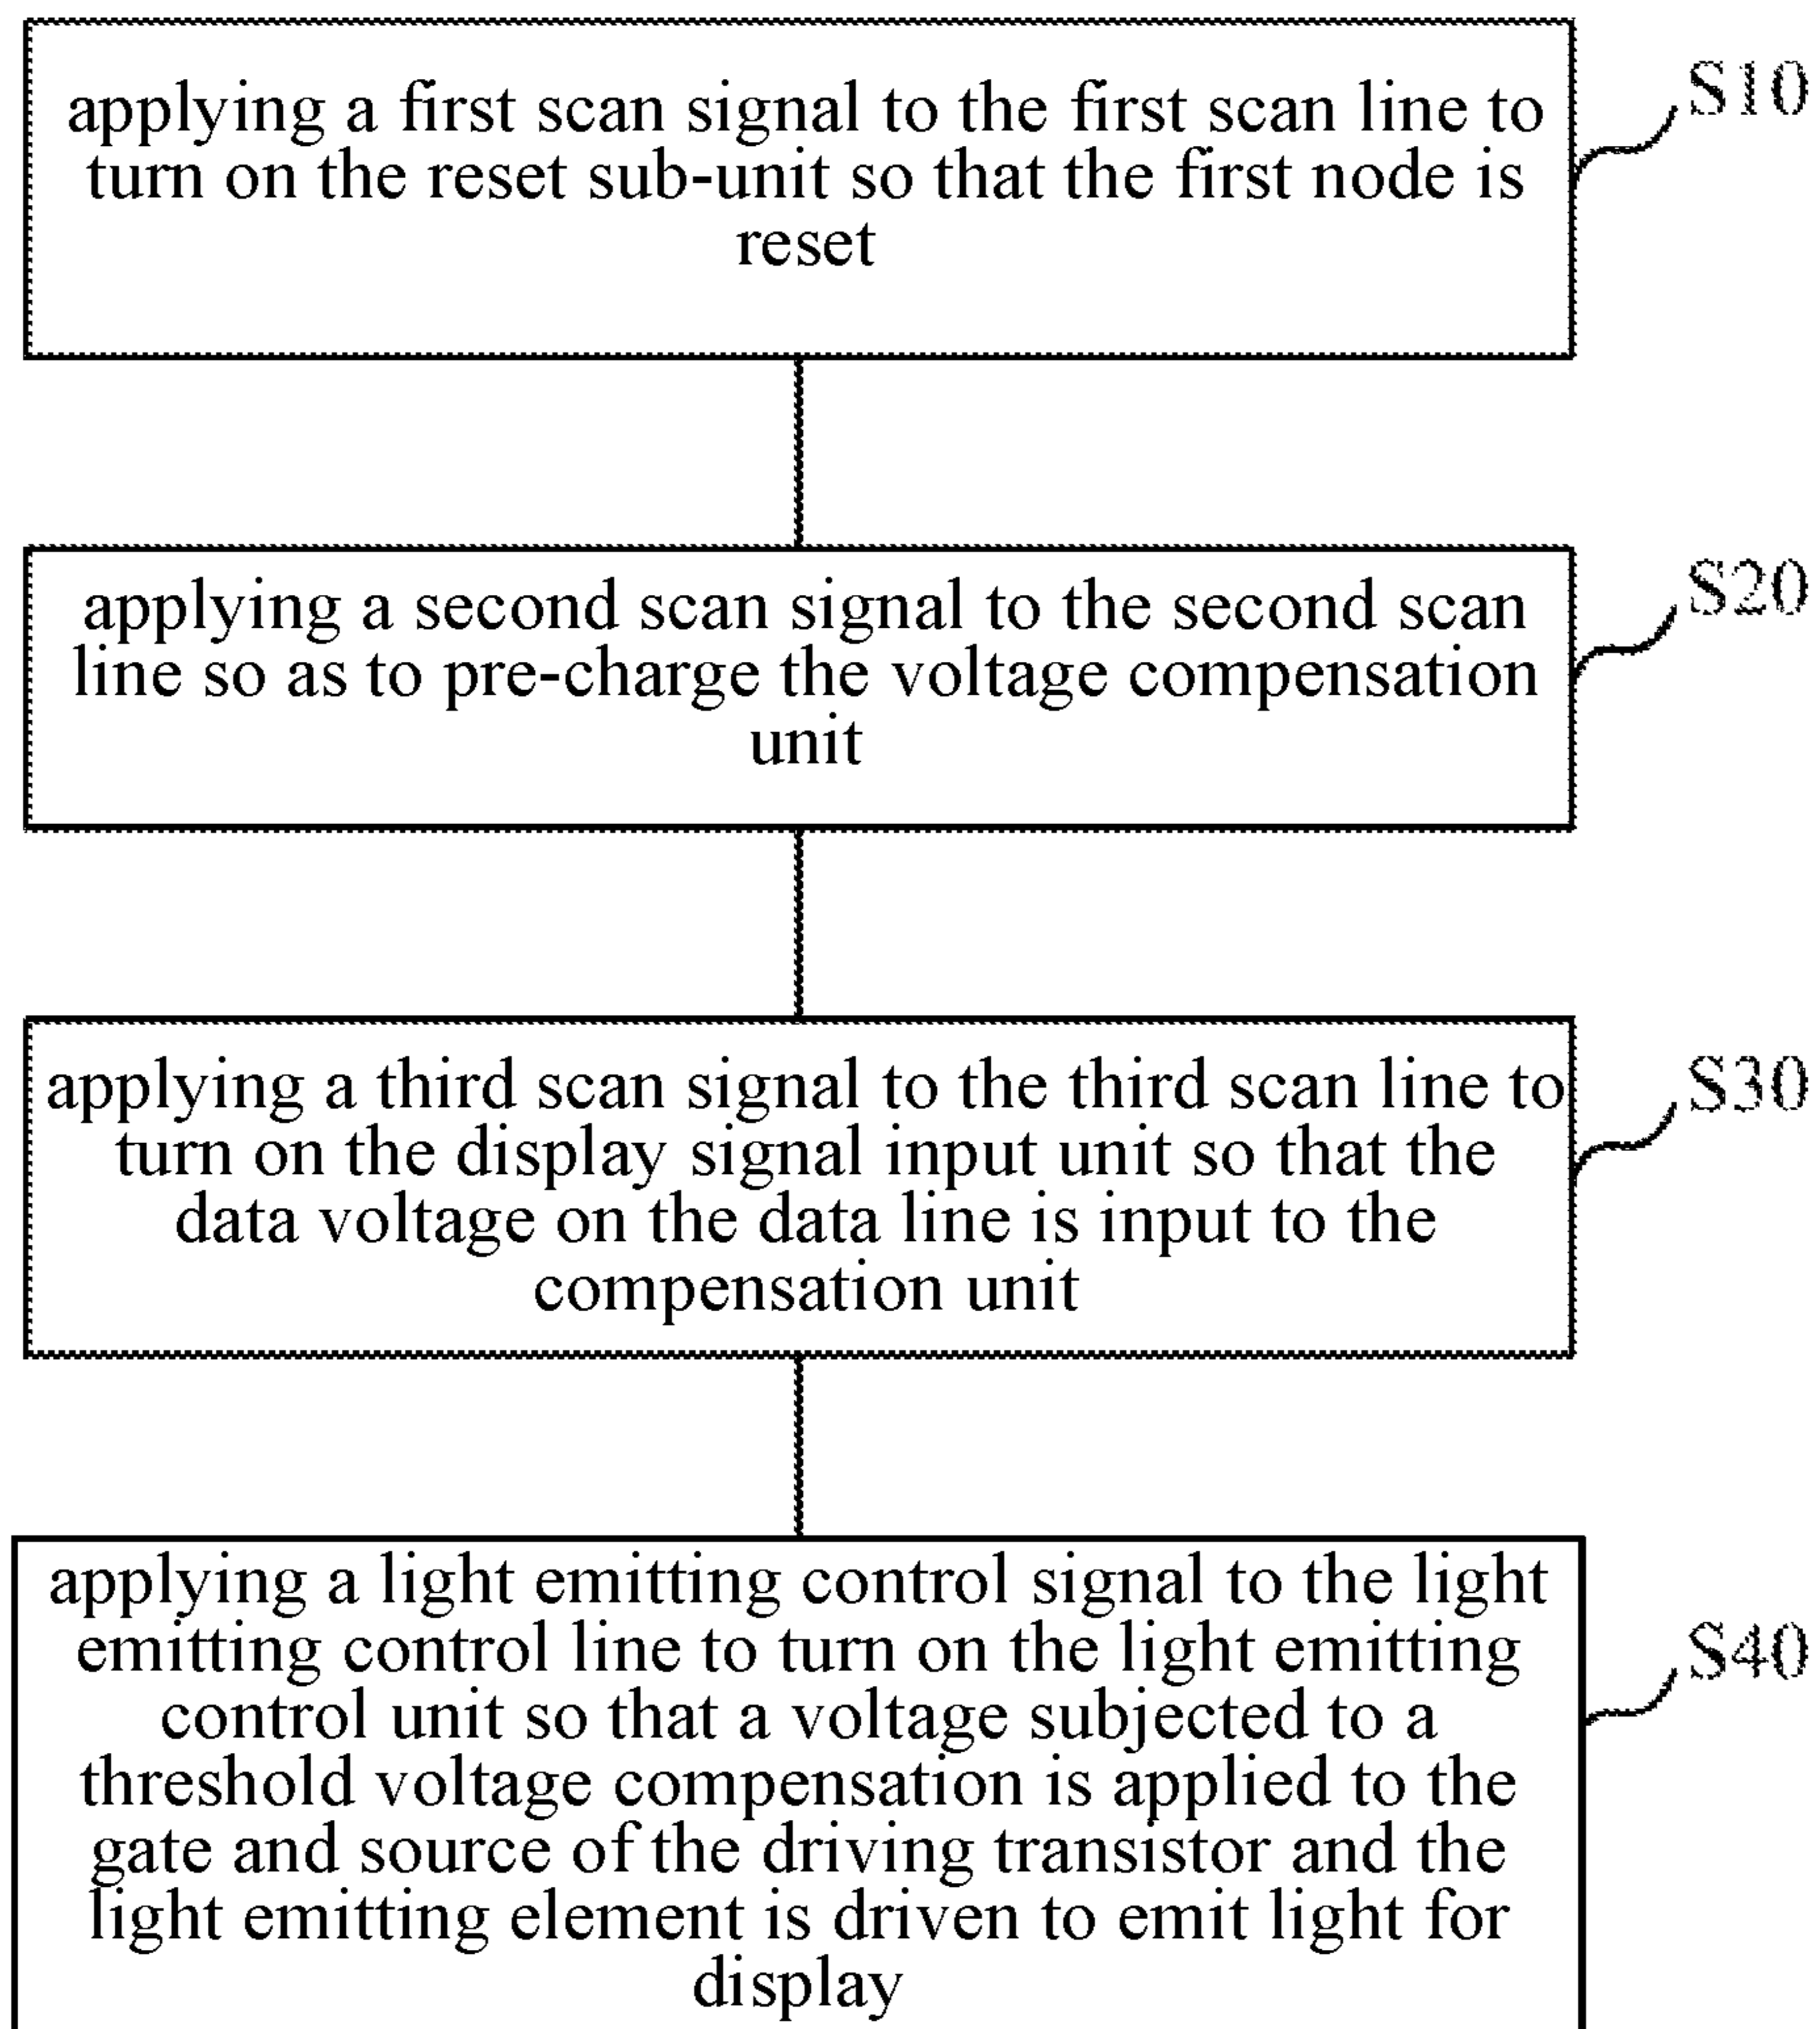 applying a first scan signal to the first scan line to
turn on the reset sub-unit so that the first node is
reset
S10
applying a second scan signal to the second scan
line so as to pre-charge the voltage compensation
unit
S20
applying a third scan signal to the third scan line to
turn on the display signal input unit so that the
data voltage on the data line is input to the
compensation unit
S30
applying a light emitting control signal to the light
emitting control line to turn on the light emitting
control unit so that a voltage subjected to a
threshold voltage compensation is applied to the
gate and source of the driving transistor and the
light emitting element is driven to emit light for
display
S40